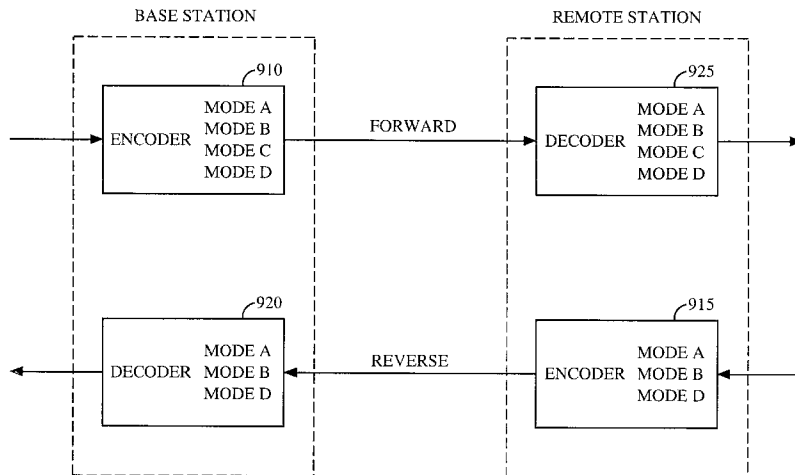 BASE STATION
REMOTE STATION
910
ENCODER
MODE A
MODE B
MODE C
MODE D
FORWARD
925
DECODER
MODE A
MODE B
MODE C
MODE D
920
DECODER
MODE A
MODE B
MODE D
REVERSE
915
ENCODER
MODE A
MODE B
MODE D